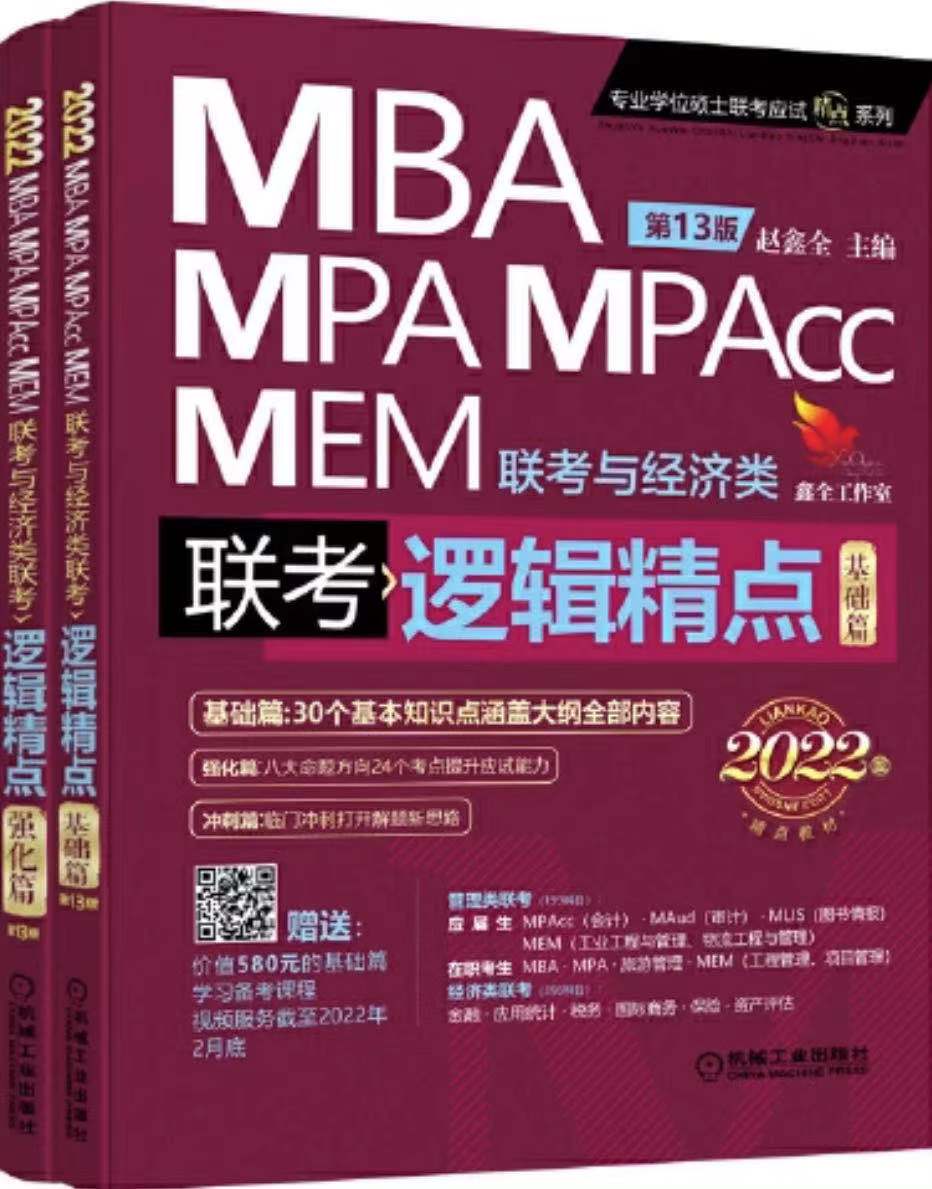 专业学位硕士联考应试精点系列
MBA
第13版
赵鑫全 主编
MPA MPAcc
MEM 联考与经济类
鑫全工作室
联考 逻辑精点 基础篇
基础篇:30个基本知识点涵盖大纲全部内容
强化篇:八大命题方向24个考点提升应试能力
冲刺篇:临门冲刺打开解题新思路
LIANKAO
2022版
精点教材
赠送:
价值580元的基础篇
学习备考课程
视频服务截至2022年
2月底
管理类联考
应届生 MPAcc(会计)·MAud(审计)·MLIS(图书情报)
MEM(工业工程与管理、物流工程与管理)
在职考生 MBA·MPA·旅游管理·MEM(工程管理、项目管理)
经济类联考
金融·应用统计·税务·国际商务·保险·资产评估
机械工业出版社
CHINA MACHINE PRESS
2022 MBA MPA MPAcc MEM 联考与经济类联考 逻辑精点 基础篇 第13版
机械工业出版社
2022 MBA MPA MPAcc MEM 联考与经济类联考 逻辑精点 强化篇 第13版
机械工业出版社